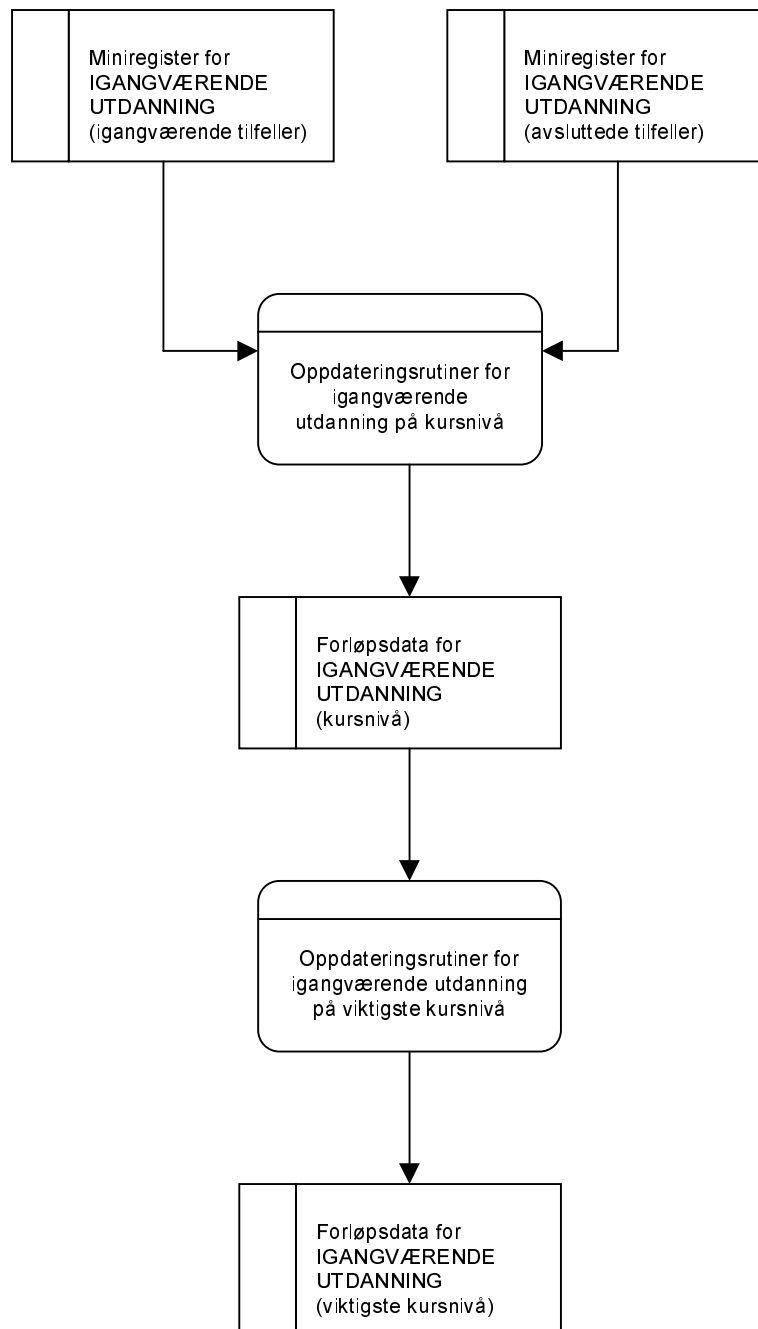 Miniregister for
IGANGVÆRENDE
UTDANNING
(igangværende tilfeller)
Miniregister for
IGANGVÆRENDE
UTDANNING
(avsluttede tilfeller)
Oppdateringsrutiner for
igangværende
utdanning på kursnivå
Forløpsdata for
IGANGVÆRENDE
UTDANNING
(kursnivå)
Oppdateringsrutiner for
igangværende utdanning
på viktigste kursnivå
Forløpsdata for
IGANGVÆRENDE
UTDANNING
(viktigste kursnivå)